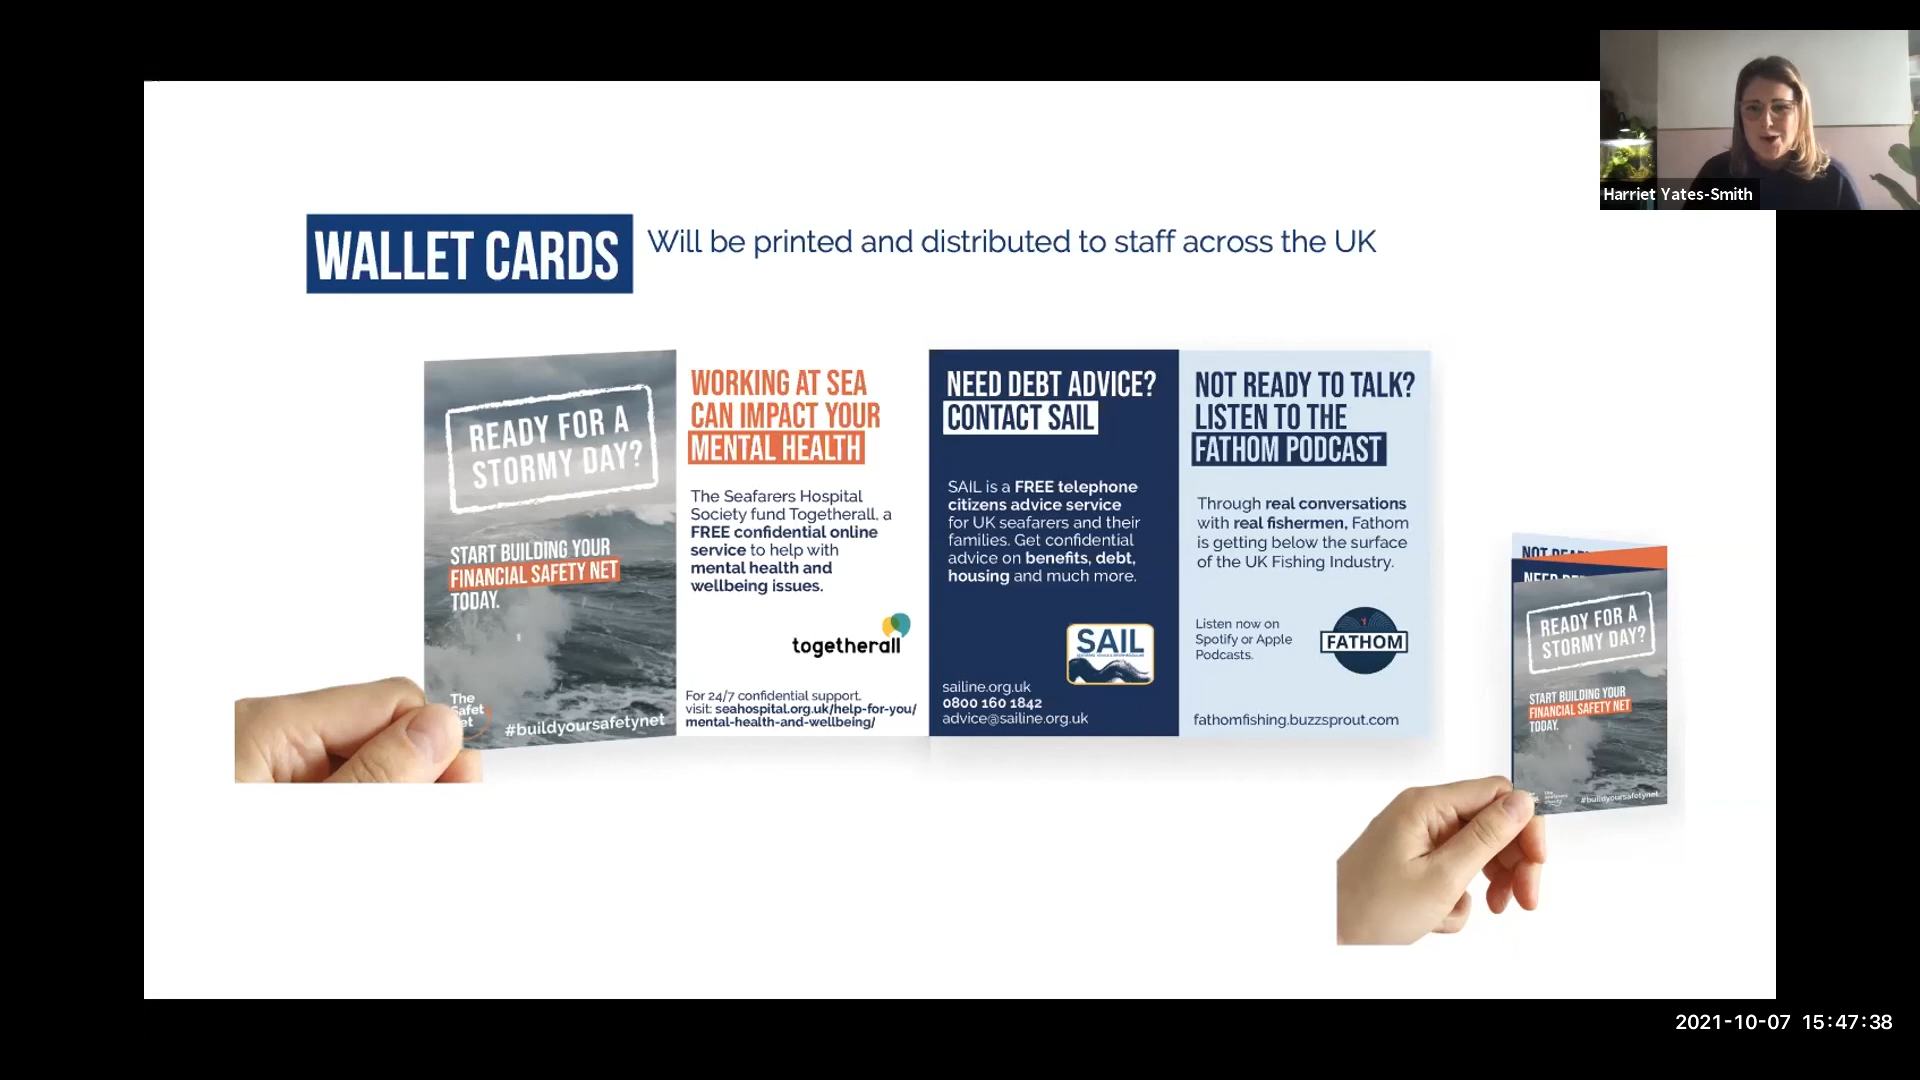 Harriet Yates-Smith
WALLET CARDS
Will be printed and distributed to staff across the UK
READY FOR A
STORMY DAY?
START BUILDING YOUR
FINANCIAL SAFETY NET
TODAY.
The
Safet
#buildyoursafetynet
WORKING AT SEA
CAN IMPACT YOUR
MENTAL HEALTH
The Seafarers Hospital
Society fund Togetherall, a
FREE confidential online
service to help with
mental health and
wellbeing issues.
togetherall
For 24/7 confidential support,
visit: seahospital.org.uk/help-for-you/
mental-health-and-wellbeing/
NEED DEBT ADVICE?
CONTACT SAIL
SAIL is a FREE telephone
citizens advice service
for UK seafarers and their
families. Get confidential
advice on benefits, debt,
housing and much more.
SAIL
sailine.org.uk
0800 160 1842
advice@sailine.org.uk
NOT READY TO TALK?
LISTEN TO THE
FATHOM PODCAST
Through real conversations
with real fishermen, Fathom
is getting below the surface
of the UK Fishing Industry.
Listen now on
Spotify or Apple
Podcasts.
FATHOM
fathomfishing.buzzsprout.com
READY FOR A
STORMY DAY?
START BUILDING YOUR
FINANCIAL SAFETY NET
TODAY.
#buildyoursafetynet
2021-10-07 15:47:38